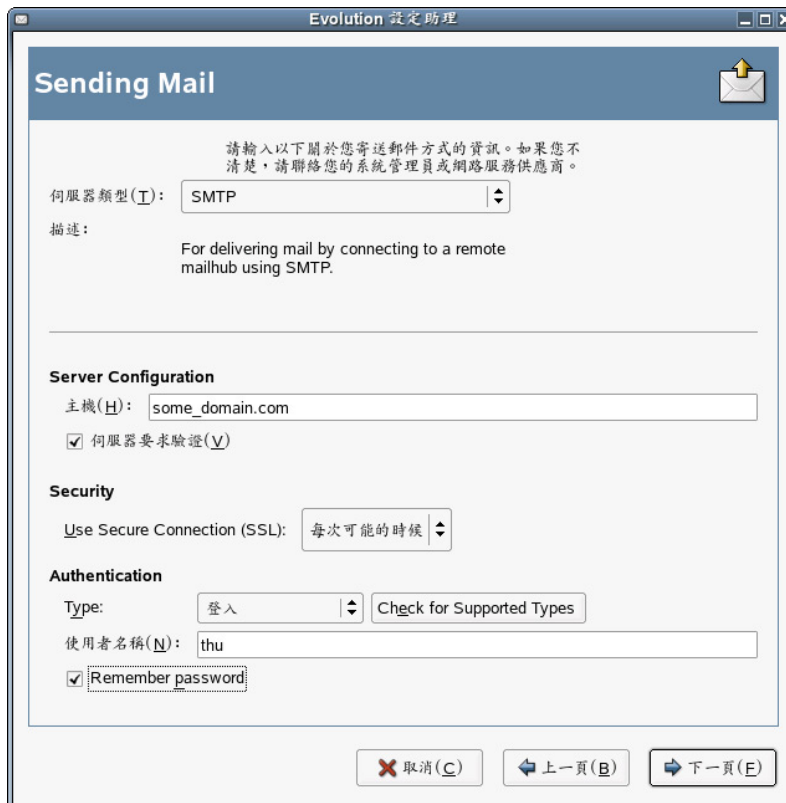 Evolution 設定助理
Sending Mail
請輸入以下關於您寄送郵件方式的資訊。如果您不
清楚，請聯絡您的系統管理員或網路服務供應商。
伺服器類型(T): SMTP
描述:
For delivering mail by connecting to a remote
mailhub using SMTP.
Server Configuration
主機(H): some_domain.com
伺服器要求驗證(V)
Security
Use Secure Connection (SSL): 每次可能的時候
Authentication
Type: 登入 Check for Supported Types
使用者名稱(N): thu
Remember password
取消(C) 上一頁(B) 下一頁(F)